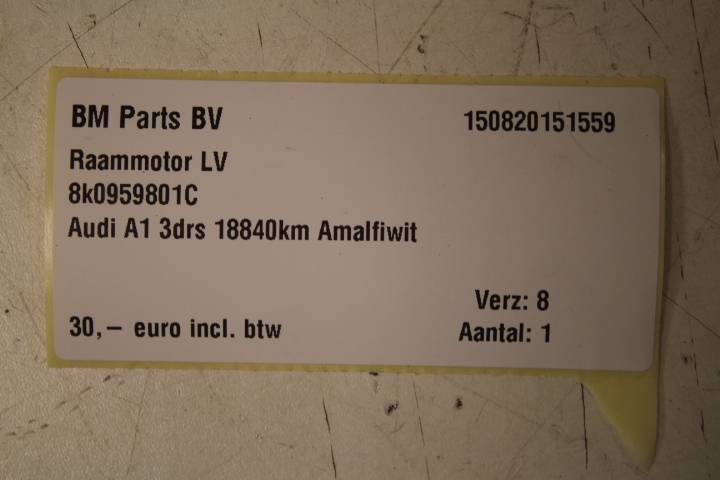 BM Parts BV 150820151559
Raammotor LV
8k0959801C
Audi A1 3drs 18840km Amalfiwit
Verz: 8
30,– euro incl. btw Aantal: 1